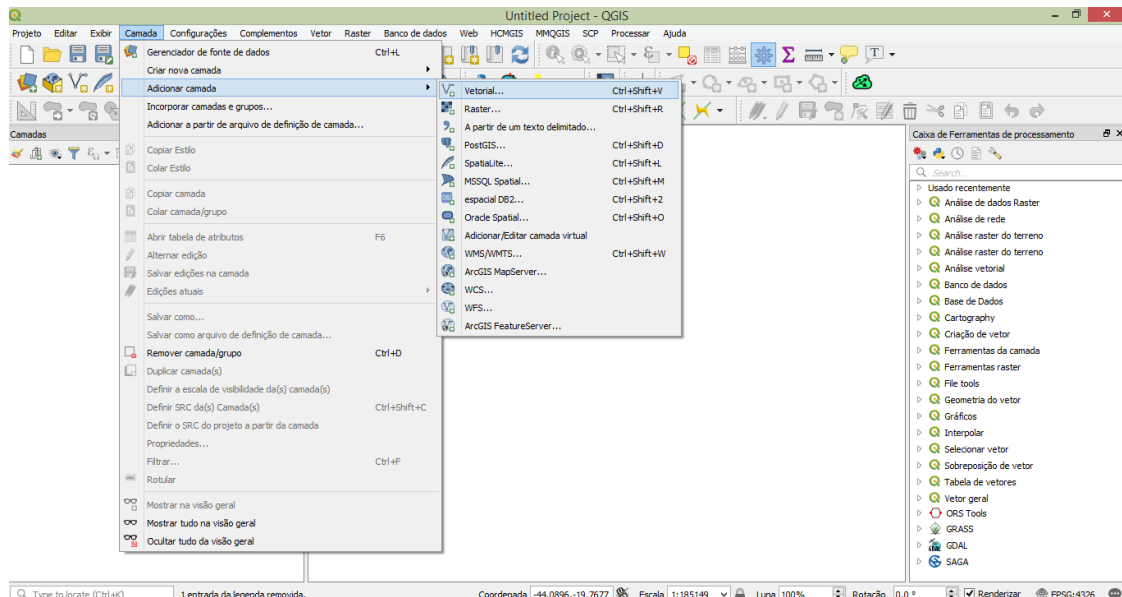 Untitled Project - QGIS
Projeto Editar Exibir Camada Configurações Complementos Vetor Raster Banco de dados Web HCMGIS MMQGIS SCP Processar Ajuda
Gerenciador de fonte de dados Ctrl+L
Criar nova camada
Adicionar camada
Incorporar camadas e grupos...
Adicionar a partir de arquivo de definição de camada...
Copiar Estilo
Colar Estilo
Copiar camada
Colar camada/grupo
Abrir tabela de atributos F6
Alternar edição
Salvar edições na camada
Edições atuais
Salvar como...
Salvar como arquivo de definição de camada...
Remover camada/grupo Ctrl+D
Duplicar camada(s)
Definir a escala de visibilidade da(s) camada(s)
Definir SRC da(s) Camada(s) Ctrl+Shift+C
Definir o SRC do projeto a partir da camada
Propriedades...
Filtrar... Ctrl+F
Rotular
Mostrar na visão geral
Mostrar tudo na visão geral
Ocultar tudo da visão geral
Vetorial... Ctrl+Shift+V
Raster... Ctrl+Shift+R
A partir de um texto delimitado...
PostGIS... Ctrl+Shift+D
SpatiaLite... Ctrl+Shift+L
MSSQL Spatial... Ctrl+Shift+M
espacial DB2... Ctrl+Shift+2
Oracle Spatial... Ctrl+Shift+O
Adicionar/Editar camada virtual
WMS/WMTS... Ctrl+Shift+W
ArcGIS MapServer...
WCS...
WFS...
ArcGIS FeatureServer...
Camadas
Caixa de Ferramentas de processamento
Search...
Usado recentemente
Análise de dados Raster
Análise de rede
Análise raster do terreno
Análise raster do terreno
Análise vetorial
Banco de dados
Base de Dados
Cartography
Criação de vetor
Ferramentas da camada
Ferramentas raster
File tools
Geometria do vetor
Gráficos
Interpolar
Selecionar vetor
Sobreposição de vetor
Tabela de vetores
Vetor geral
ORS Tools
GRASS
GDAL
SAGA
Type to locate (Ctrl+K) 1 entrada da legenda removida. Coordenada -44.0896,-19.7677 Escala 1:185149 Lupa 100% Rotação 0,0 ° Renderizar EPSG:4326